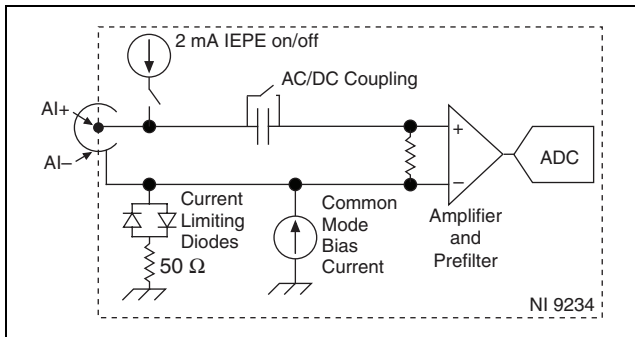 2 mA IEPE on/off
AC/DC Coupling
AI+
AI–
+
–
ADC
Current
Limiting
Diodes
50 Ω
Common
Mode
Bias
Current
Amplifier
and
Prefilter
NI 9234